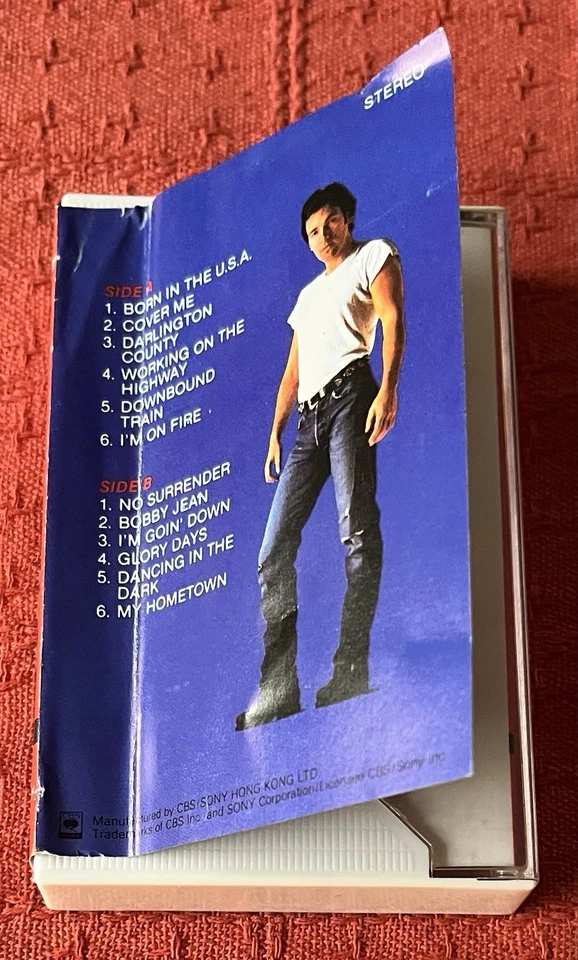 STEREO
SIDE A
1. BORN IN THE U.S.A.
2. COVER ME
3. DARLINGTON
COUNTY
4. WORKING ON THE
HIGHWAY
5. DOWNBOUND
TRAIN
6. I'M ON FIRE
SIDE B
1. NO SURRENDER
2. BOBBY JEAN
3. I'M GOIN' DOWN
4. GLORY DAYS
5. DANCING IN THE
DARK
6. MY HOMETOWN
CBS
Manufactured by CBS/SONY HONG KONG LTD.
Trademarks of CBS Inc. and SONY Corporation/Licensee CBS/Sony Inc